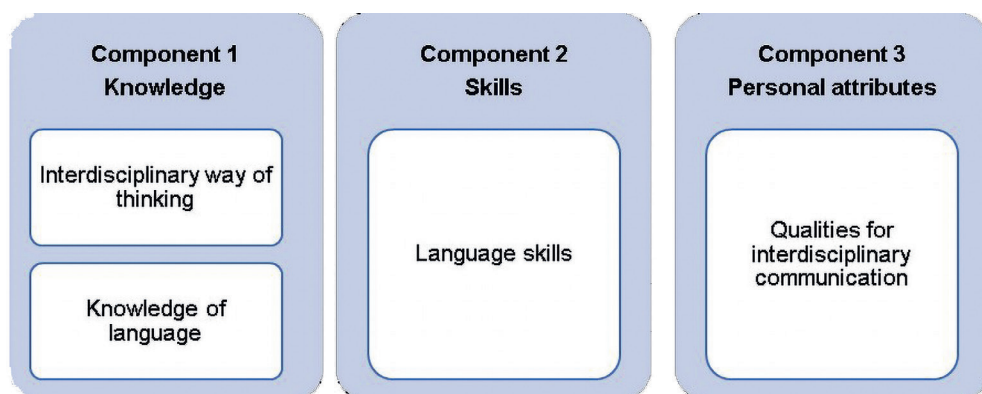 Component 1
Knowledge
Interdisciplinary way of
thinking
Knowledge of
language
Component 2
Skills
Language skills
Component 3
Personal attributes
Qualities for
interdisciplinary
communication